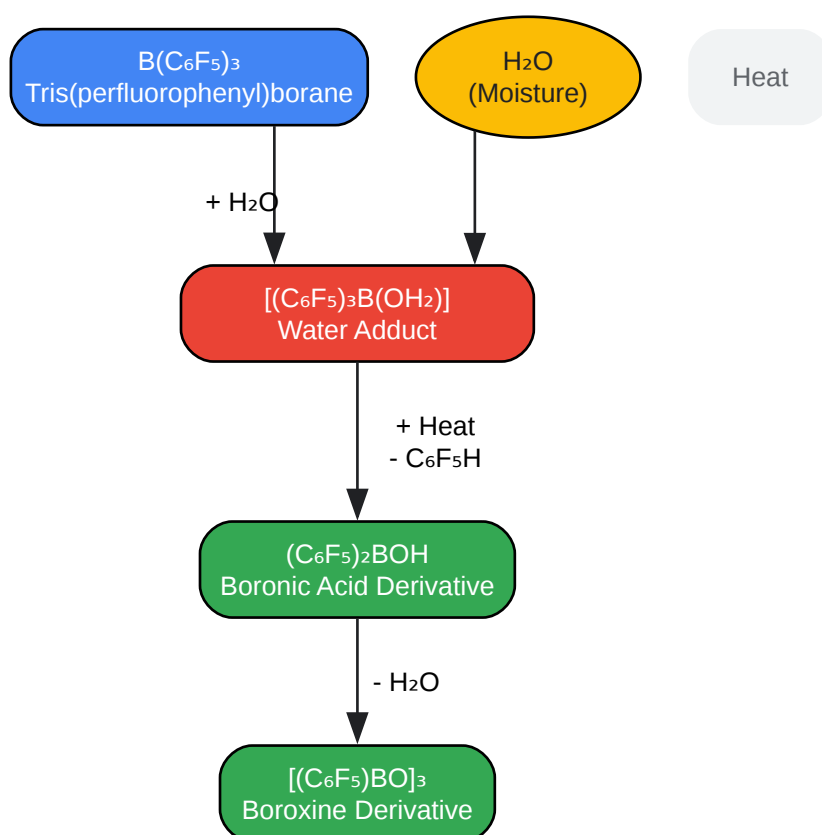 B(C₆F₅)₃
Tris(perfluorophenyl)borane
H₂O
(Moisture)
Heat
+ H₂O
[(C₆F₅)₃B(OH₂)]
Water Adduct
+ Heat
- C₆F₅H
(C₆F₅)₂BOH
Boronic Acid Derivative
- H₂O
[(C₆F₅)BO]₃
Boroxine Derivative